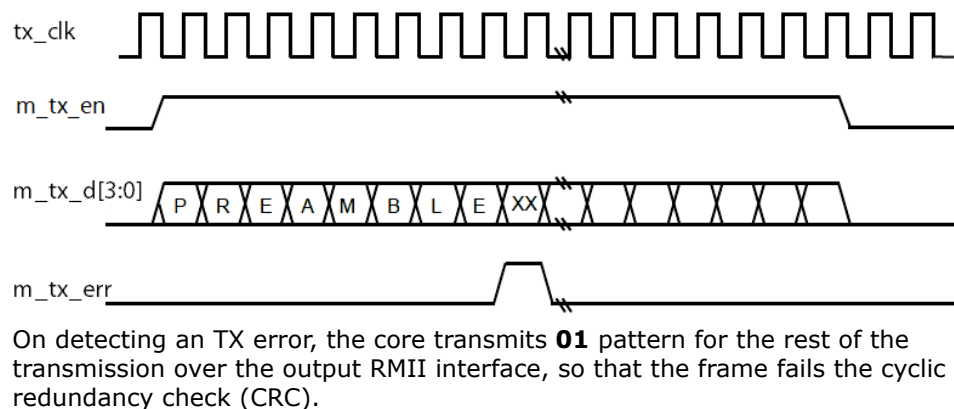 tx_clk
m_tx_en
m_tx_d[3:0] P R E A M B L E XX
m_tx_err
On detecting an TX error, the core transmits 01 pattern for the rest of the
transmission over the output RMII interface, so that the frame fails the cyclic
redundancy check (CRC).